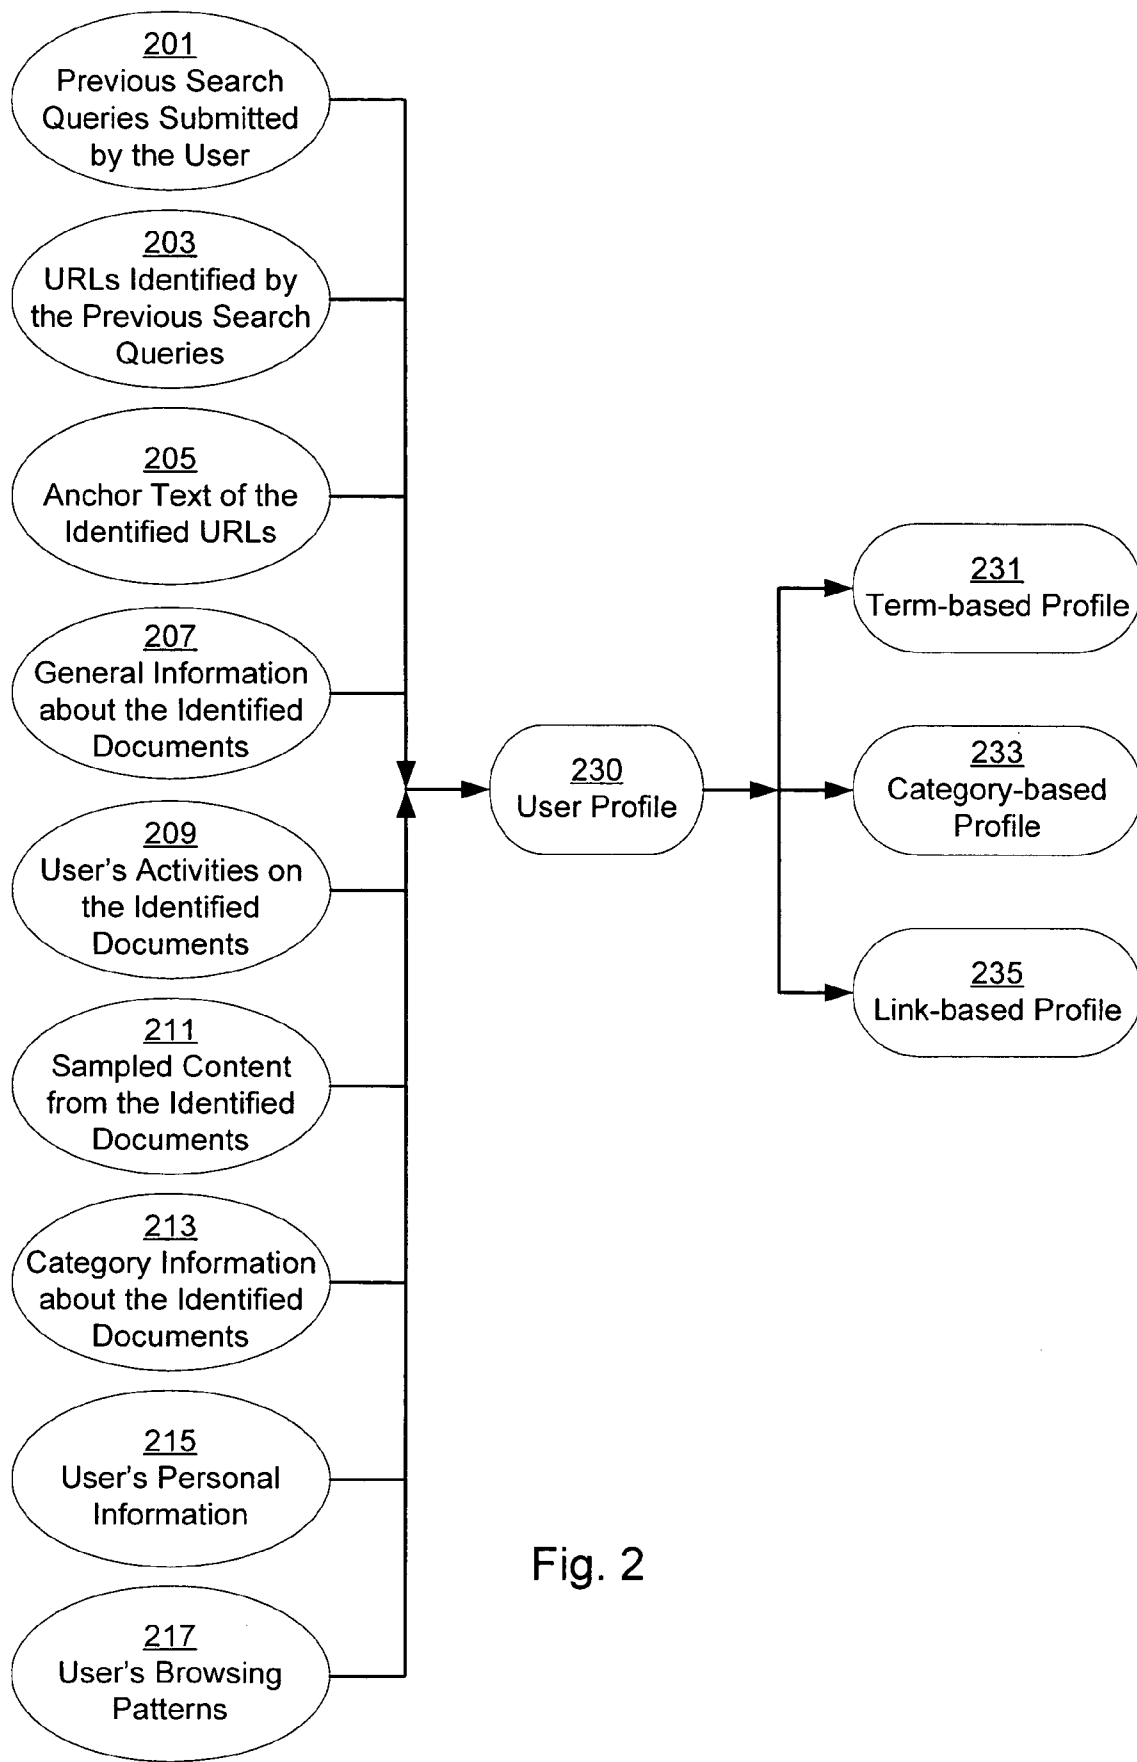 201
Previous Search
Queries Submitted
by the User
203
URLs Identified by
the Previous Search
Queries
205
Anchor Text of the
Identified URLs
207
General Information
about the Identified
Documents
209
User's Activities on
the Identified
Documents
211
Sampled Content
from the Identified
Documents
213
Category Information
about the Identified
Documents
215
User's Personal
Information
217
User's Browsing
Patterns
230
User Profile
231
Term-based Profile
233
Category-based
Profile
235
Link-based Profile
Fig. 2